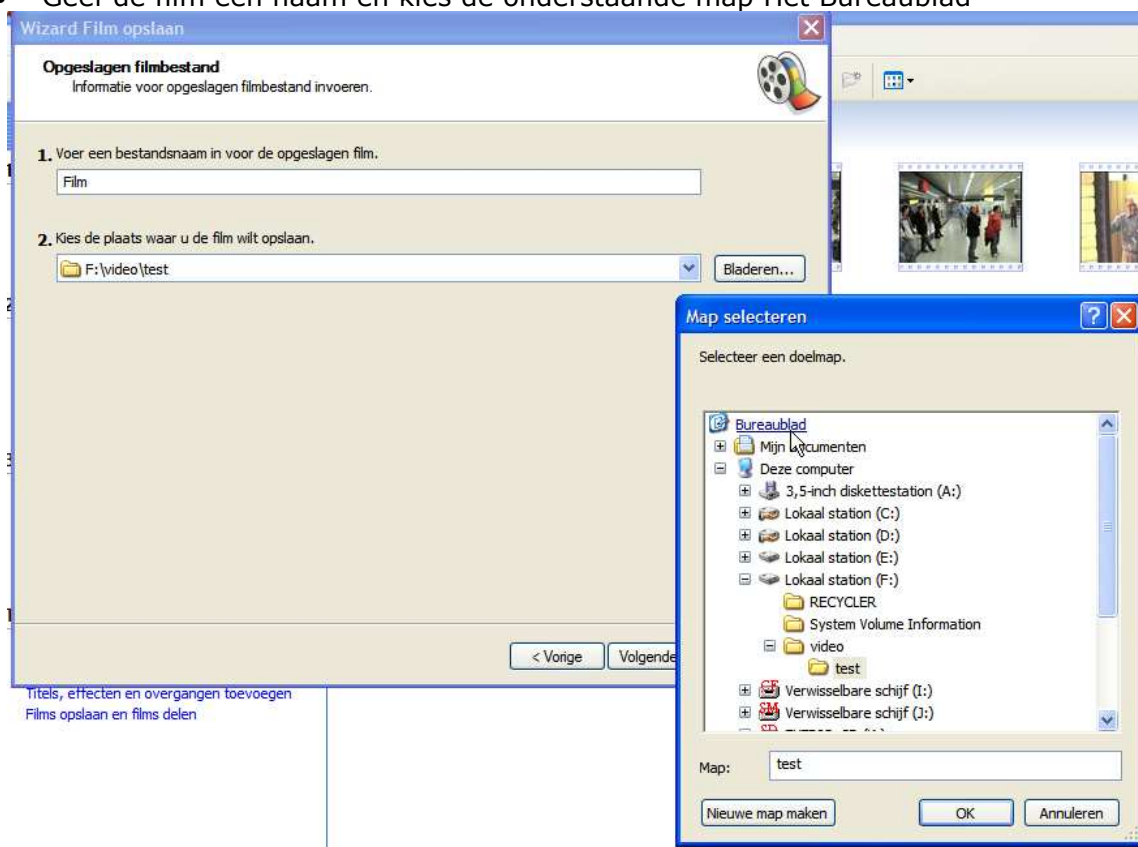 Geef de film een naam en kies de onderstaande map Het Bureaublad
Wizard Film opslaan
Opgeslagen filmbestand
Informatie voor opgeslagen filmbestand invoeren.
1. Voer een bestandsnaam in voor de opgeslagen film.
Film
2. Kies de plaats waar u de film wilt opslaan.
F:\video\test
Bladeren...
< Vorige
Volgende
Titels, effecten en overgangen toevoegen
Films opslaan en films delen
Map selecteren
Selecteer een doelmap.
Bureaublad
Mijn documenten
Deze computer
3,5-inch diskettestation (A:)
Lokaal station (C:)
Lokaal station (D:)
Lokaal station (E:)
Lokaal station (F:)
RECYCLER
System Volume Information
video
test
Verwisselbare schijf (I:)
Verwisselbare schijf (J:)
Map: test
Nieuwe map maken
OK
Annuleren